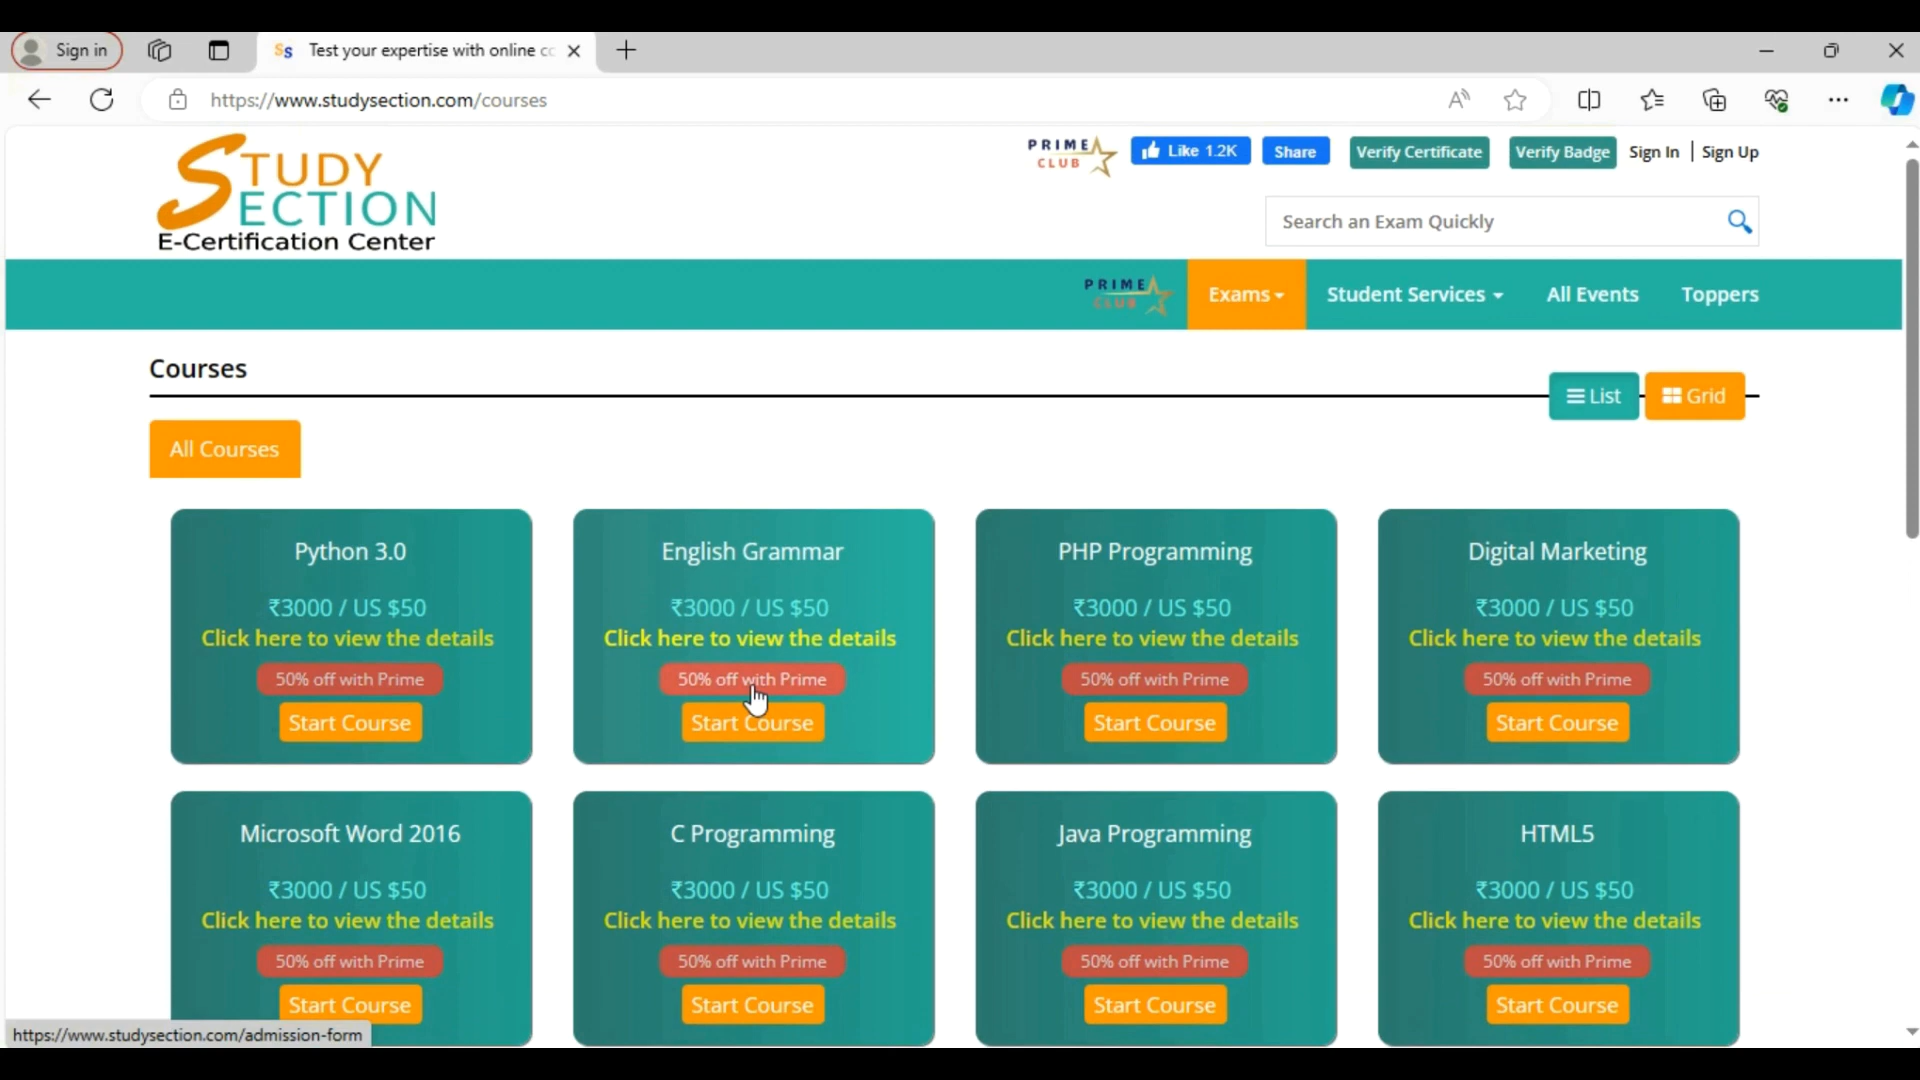 Sign in
Test your expertise with online cc
https://www.studysection.com/courses
STUDY
SECTION
E-Certification Center
PRIME
CLUB
Like 1.2K
Share
Verify Certificate
Verify Badge
Sign In | Sign Up
Search an Exam Quickly
PRIME
CLUB
Exams
Student Services
All Events
Toppers
Courses
List
Grid
All Courses
Python 3.0
₹3000 / US $50
Click here to view the details
50% off with Prime
Start Course
English Grammar
₹3000 / US $50
Click here to view the details
50% off with Prime
Start Course
PHP Programming
₹3000 / US $50
Click here to view the details
50% off with Prime
Start Course
Digital Marketing
₹3000 / US $50
Click here to view the details
50% off with Prime
Start Course
Microsoft Word 2016
₹3000 / US $50
Click here to view the details
50% off with Prime
Start Course
C Programming
₹3000 / US $50
Click here to view the details
50% off with Prime
Start Course
Java Programming
₹3000 / US $50
Click here to view the details
50% off with Prime
Start Course
HTML5
₹3000 / US $50
Click here to view the details
50% off with Prime
Start Course
https://www.studysection.com/admission-form